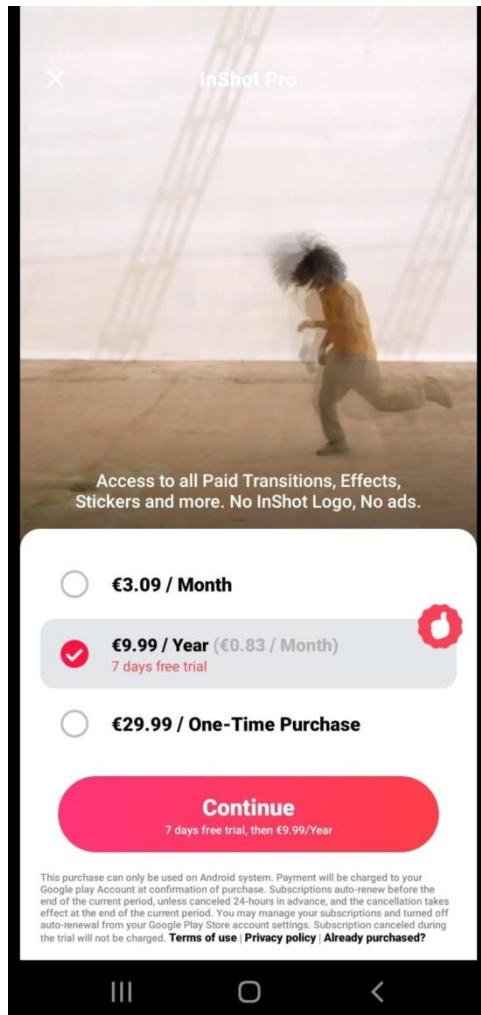 InShot Pro
Access to all Paid Transitions, Effects,
Stickers and more. No InShot Logo, No ads.
€3.09 / Month
€9.99 / Year (€0.83 / Month)
7 days free trial
€29.99 / One-Time Purchase
Continue
7 days free trial, then €9.99/Year
This purchase can only be used on Android system. Payment will be charged to your
Google play Account at confirmation of purchase. Subscriptions auto-renew before the
end of the current period, unless canceled 24-hours in advance, and the cancellation takes
effect at the end of the current period. You may manage your subscriptions and turned off
auto-renewal from your Google Play Store account settings. Subscription canceled during
the trial will not be charged. Terms of use | Privacy policy | Already purchased?